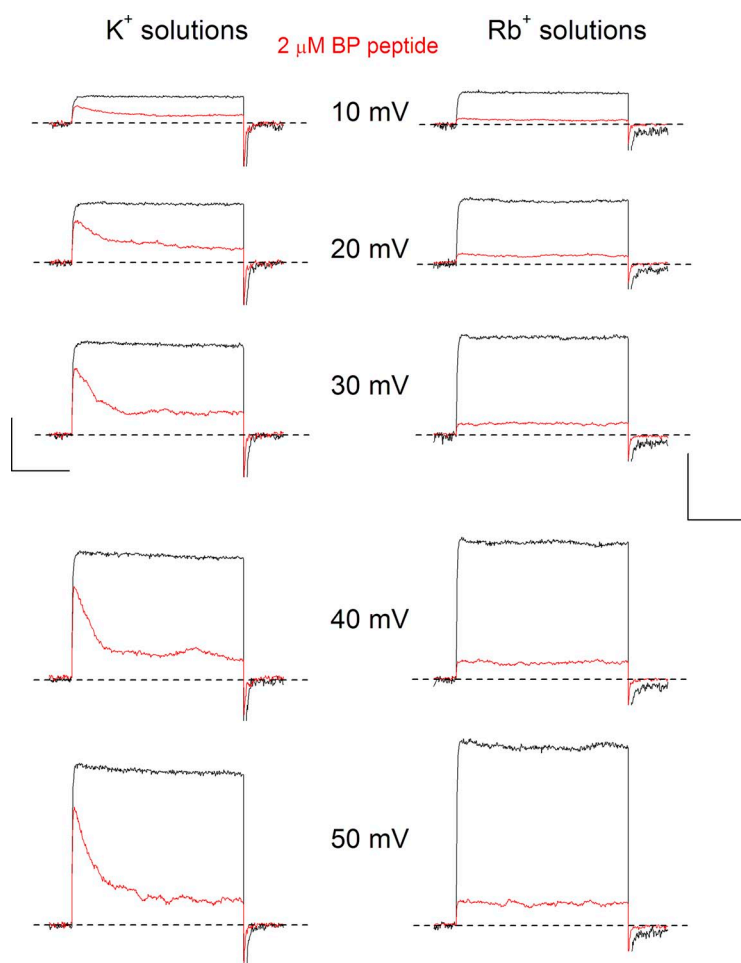 K⁺ solutions
2 μM BP peptide
Rb⁺ solutions
10 mV
20 mV
30 mV
40 mV
50 mV